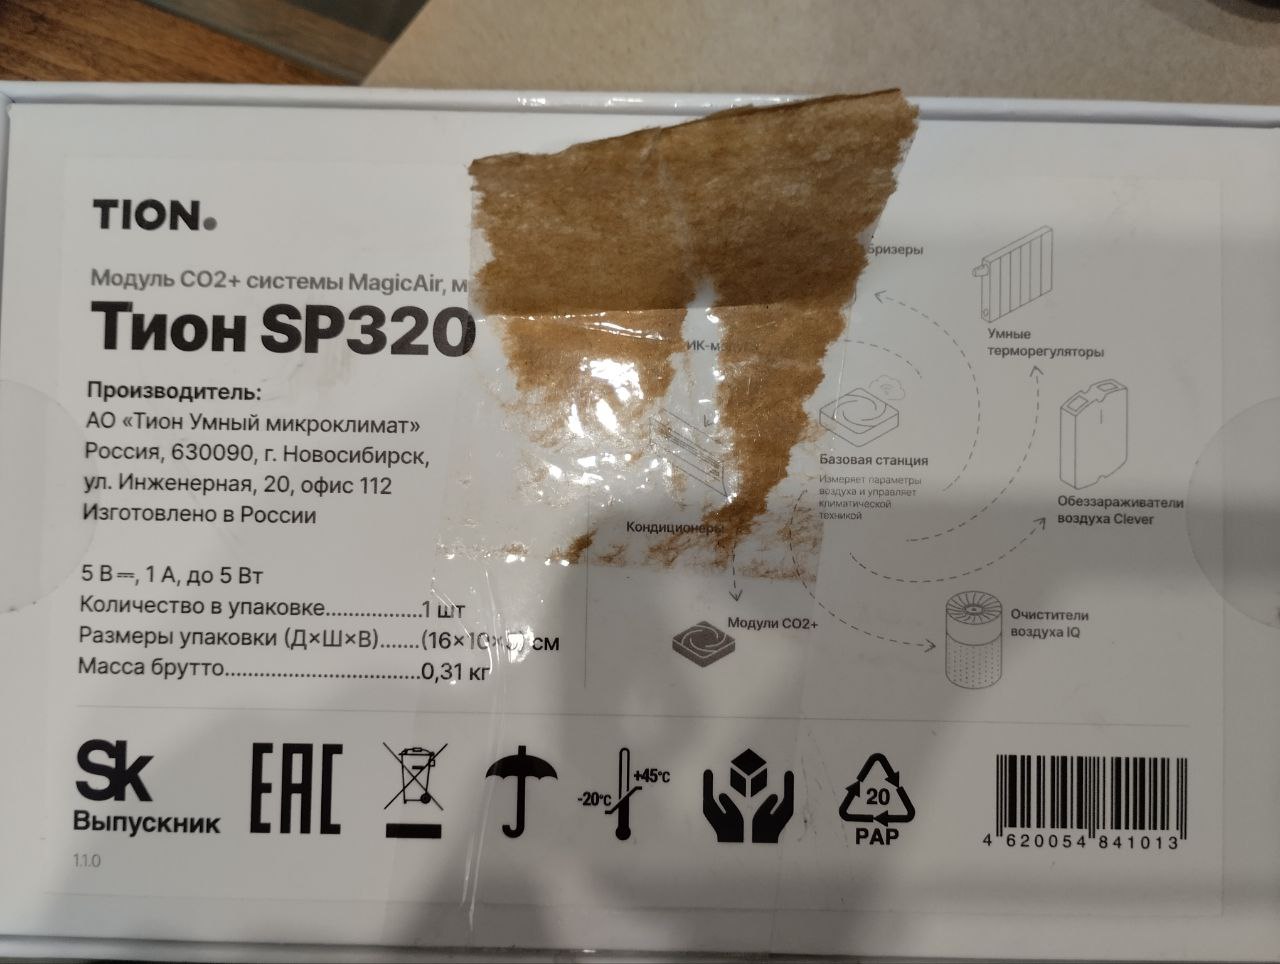 TION.
Модуль CO2+ системы MagicAir, м
Тион SP320
Производитель:
АО «Тион Умный микроклимат»
Россия, 630090, г. Новосибирск,
ул. Инженерная, 20, офис 112
Изготовлено в России
5 В⎓, 1 А, до 5 Вт
Количество в упаковке.................1 шт
Размеры упаковки (Д×Ш×В).......(16×10× ) см
Масса брутто...................................0,31 кг
Бризеры
Умные
терморегуляторы
Базовая станция
Измеряет параметры
воздуха и управляет
климатической
техникой
Обеззараживатели
воздуха Clever
Кондиционеры
Модули CO2+
Очистители
воздуха IQ
Sk
Выпускник
EAC
-20°C
+45°C
20
PAP
4 620054 841013
1.1.0